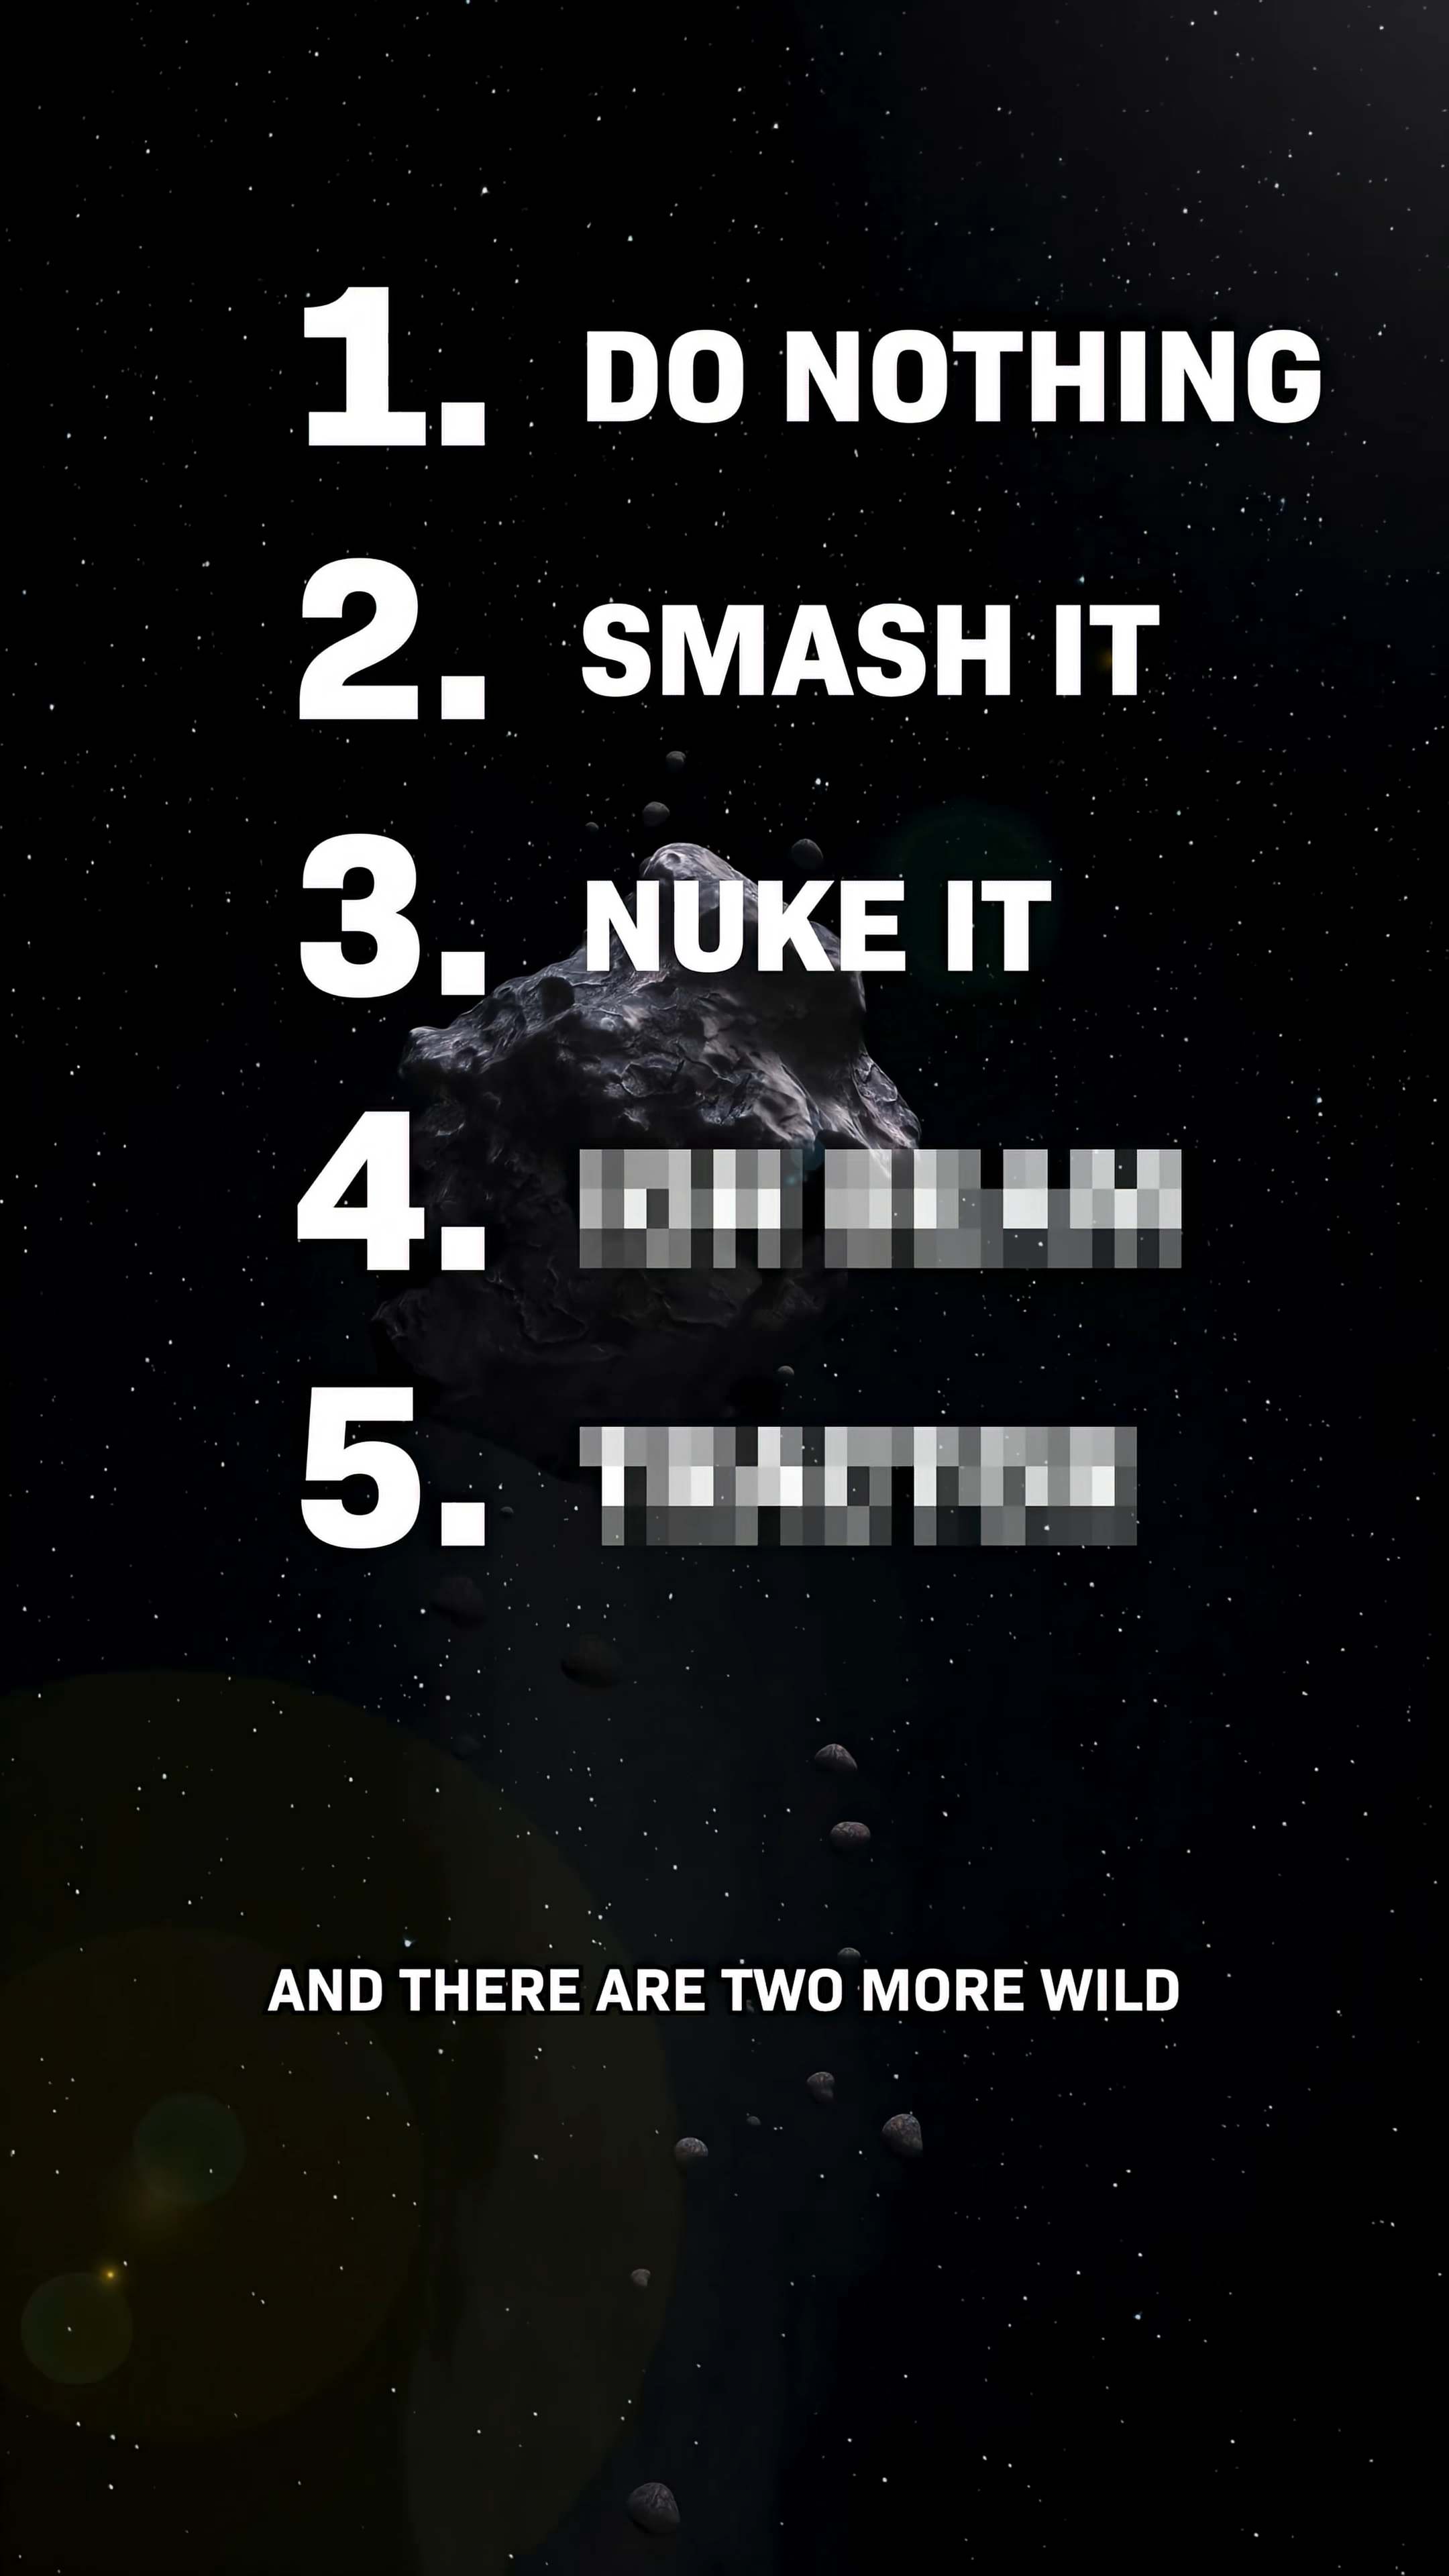 1. DO NOTHING
2. SMASH IT
3. NUKE IT
4.
5.
AND THERE ARE TWO MORE WILD